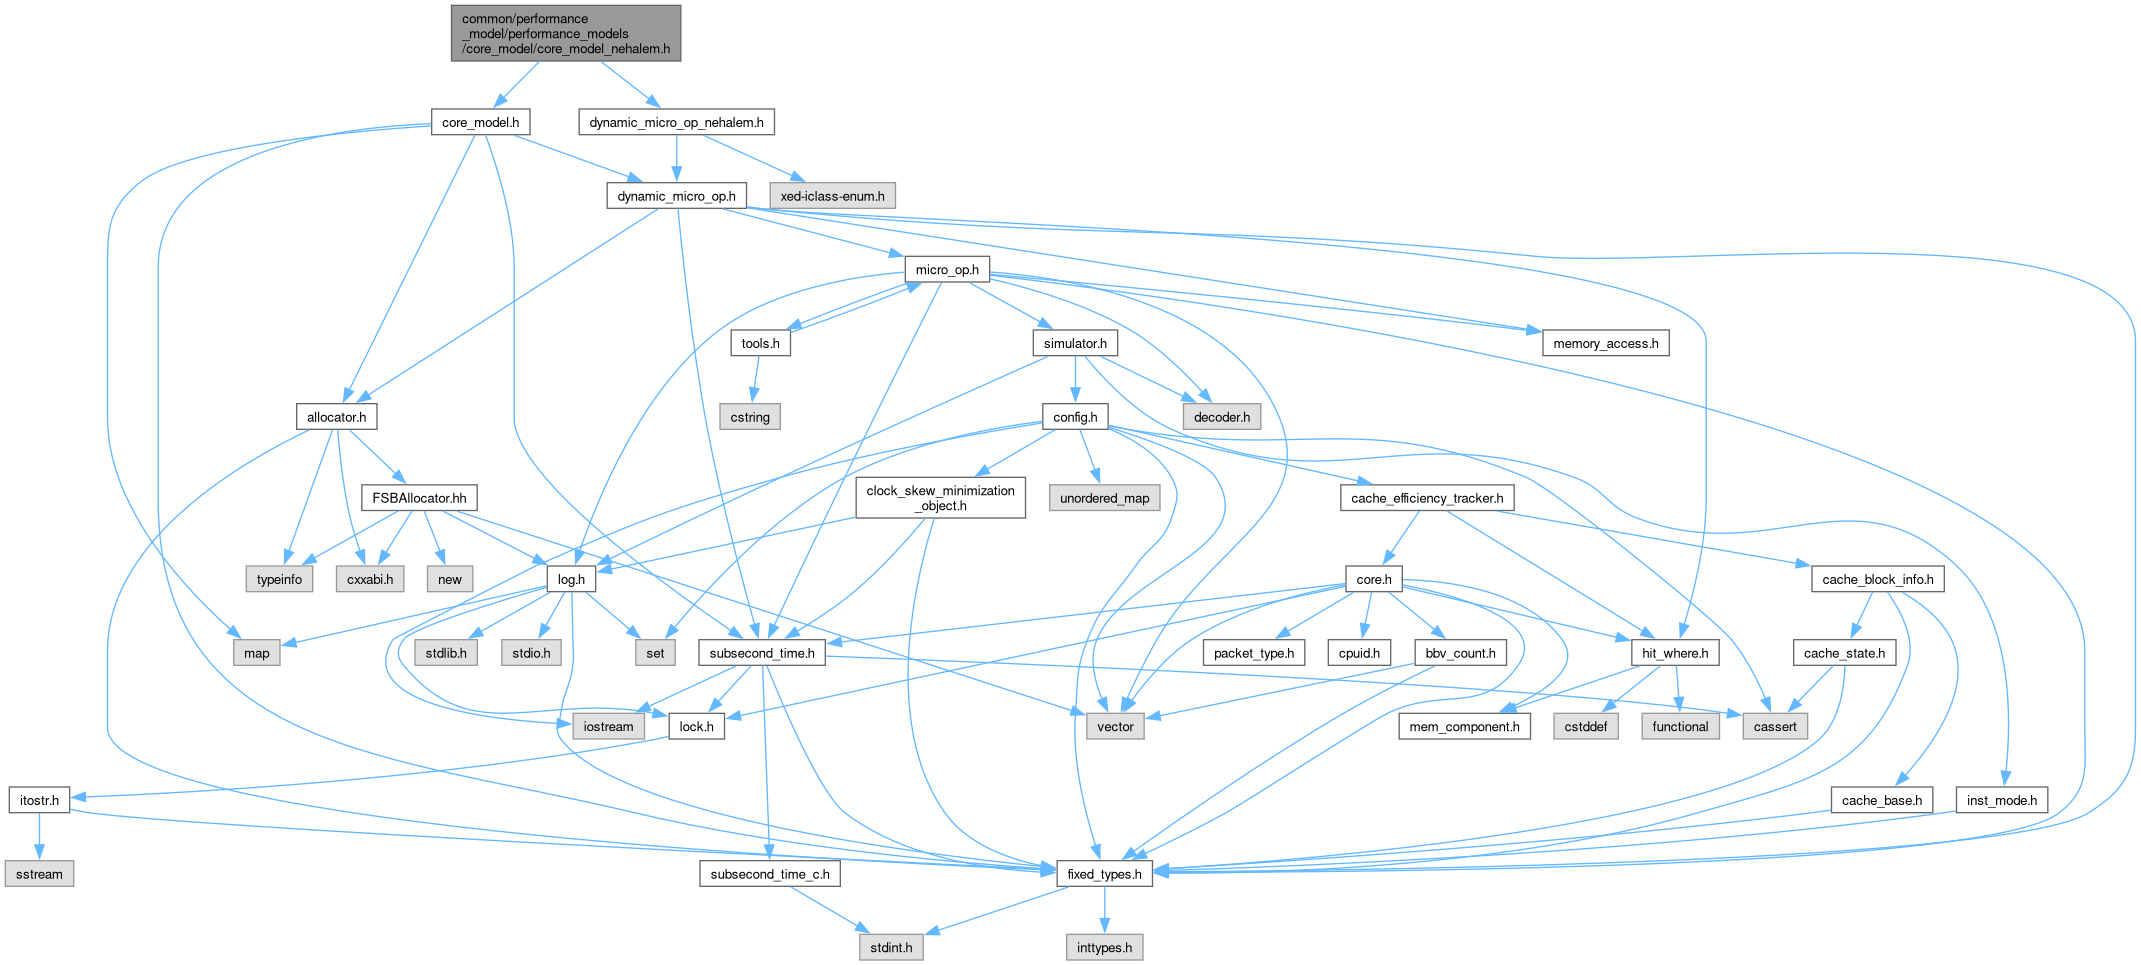 common/performance
_model/performance_models
/core_model/core_model_nehalem.h
core_model.h
dynamic_micro_op_nehalem.h
dynamic_micro_op.h
xed-iclass-enum.h
micro_op.h
tools.h
simulator.h
memory_access.h
allocator.h
cstring
config.h
decoder.h
FSBAllocator.hh
clock_skew_minimization
_object.h
unordered_map
cache_efficiency_tracker.h
typeinfo
cxxabi.h
new
log.h
core.h
cache_block_info.h
map
stdlib.h
stdio.h
set
subsecond_time.h
packet_type.h
cpuid.h
bbv_count.h
hit_where.h
cache_state.h
iostream
lock.h
vector
mem_component.h
cstddef
functional
cassert
itostr.h
cache_base.h
inst_mode.h
sstream
subsecond_time_c.h
fixed_types.h
stdint.h
inttypes.h